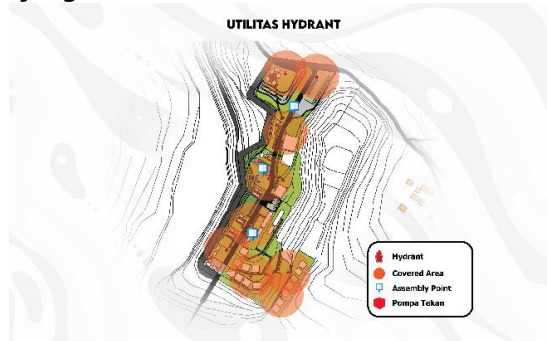 UTILITAS HYDRANT
Hydrant
Covered Area
Assembly Point
Pompa Tekan